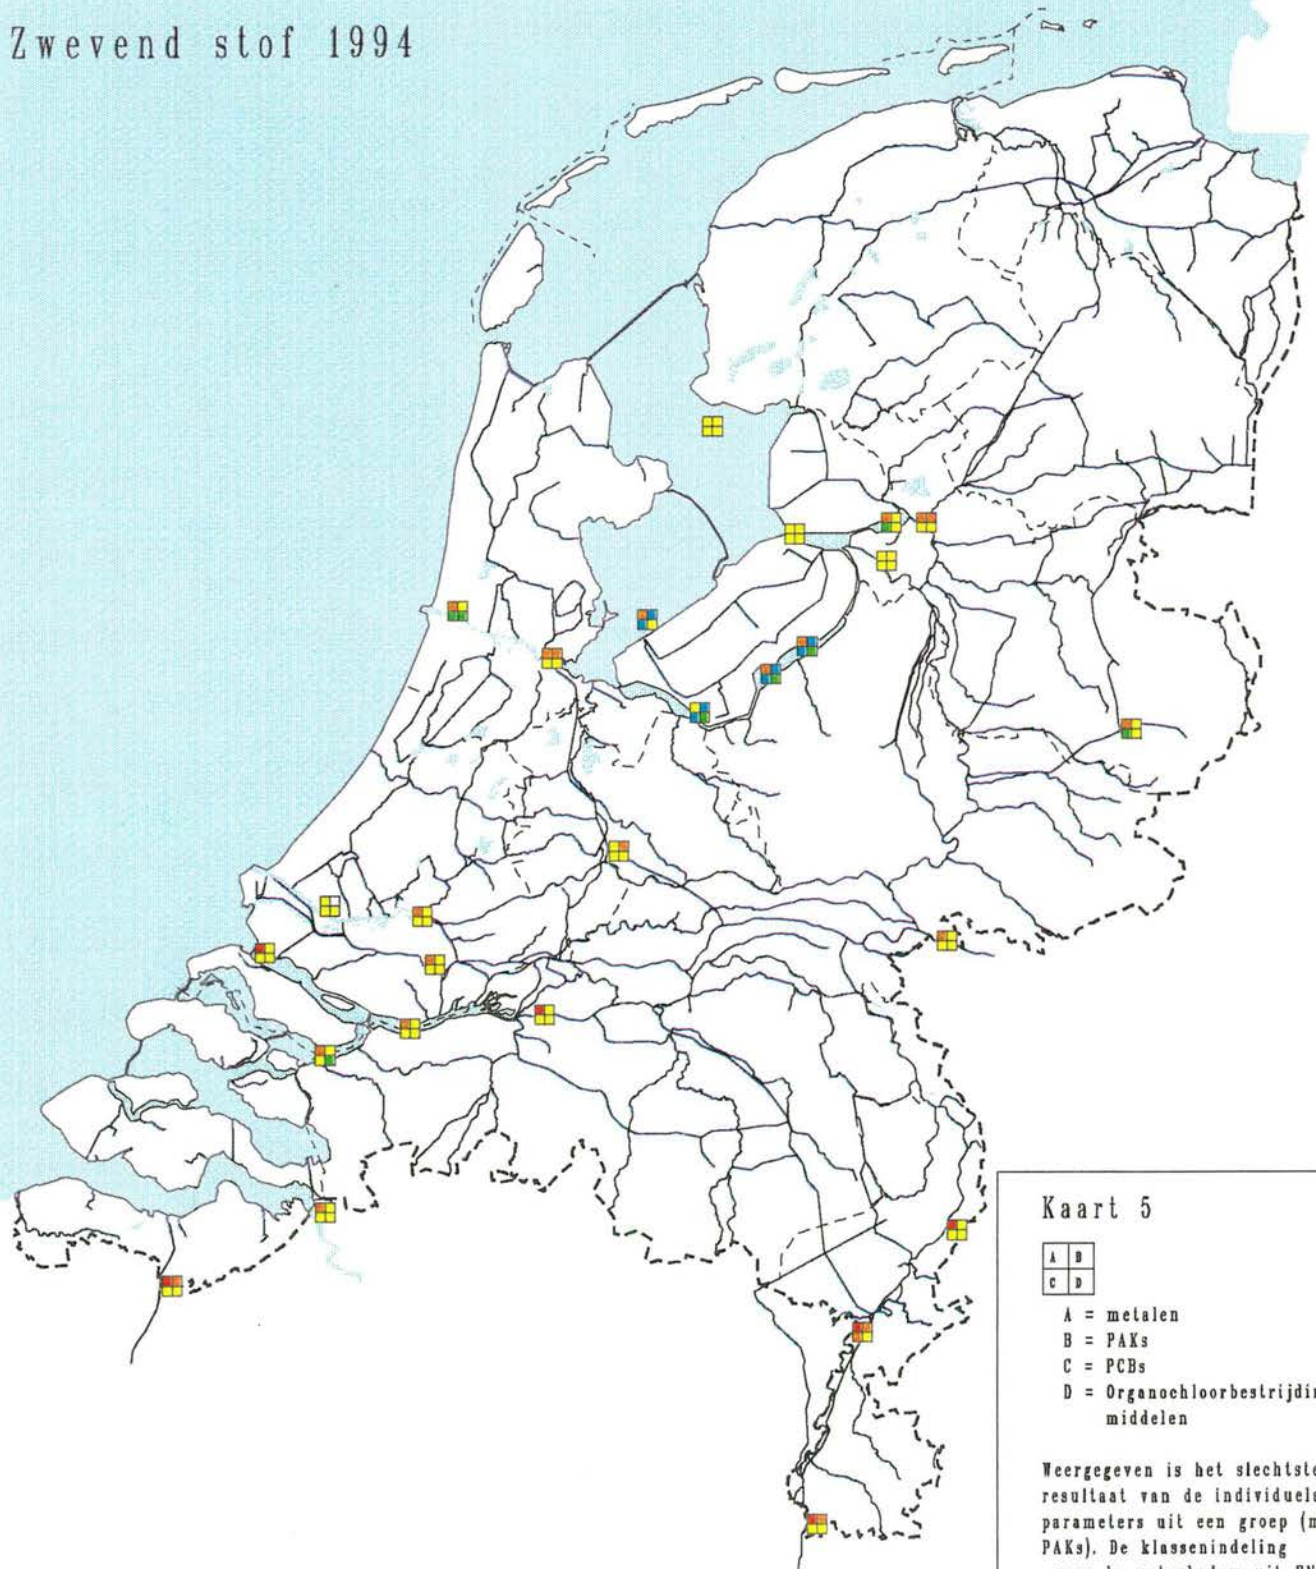 Zwevend stof 1994
Kaart 5
A B
C D
A = metalen
B = PAKs
C = PCBs
D = Organochloorbestrijdin
middelen
Weergegeven is het slechtste
resultaat van de individuels
parameters uit een groep (m
PAKs). De klassenindeling